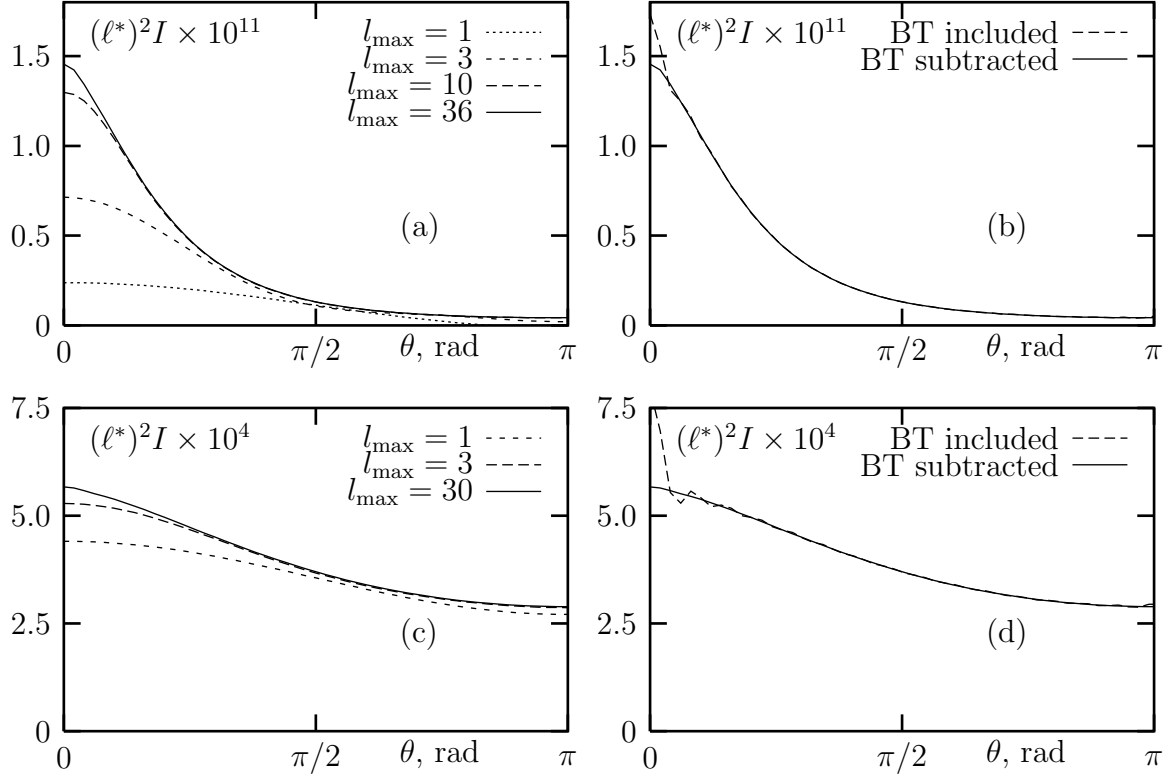 (ℓ*)²I × 10¹¹
l_max = 1
l_max = 3
l_max = 10
l_max = 36
1.5
1.0
0.5
0
(a)
0
π/2
θ, rad
π
(ℓ*)²I × 10¹¹
BT included
BT subtracted
1.5
1.0
0.5
0
(b)
0
π/2
θ, rad
π
(ℓ*)²I × 10⁴
l_max = 1
l_max = 3
l_max = 30
7.5
5.0
2.5
0
(c)
0
π/2
θ, rad
π
(ℓ*)²I × 10⁴
BT included
BT subtracted
7.5
5.0
2.5
0
(d)
0
π/2
θ, rad
π